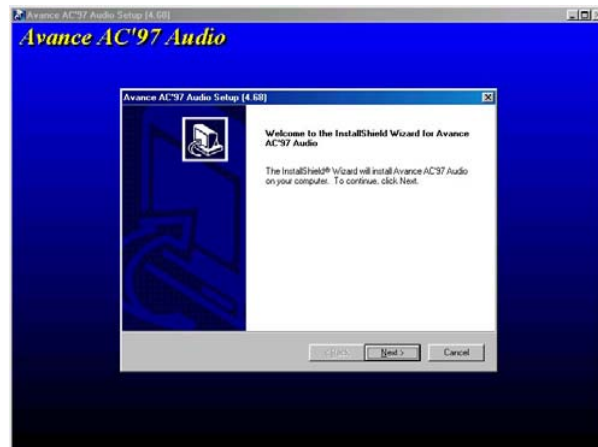 Avance AC'97 Audio Setup (4.68)
Avance AC'97 Audio
Avance AC'97 Audio Setup (4.68)
Welcome to the InstallShield Wizard for Avance
AC'97 Audio
The InstallShield® Wizard will install Avance AC'97 Audio
on your computer. To continue, click Next.
< Back
Next >
Cancel